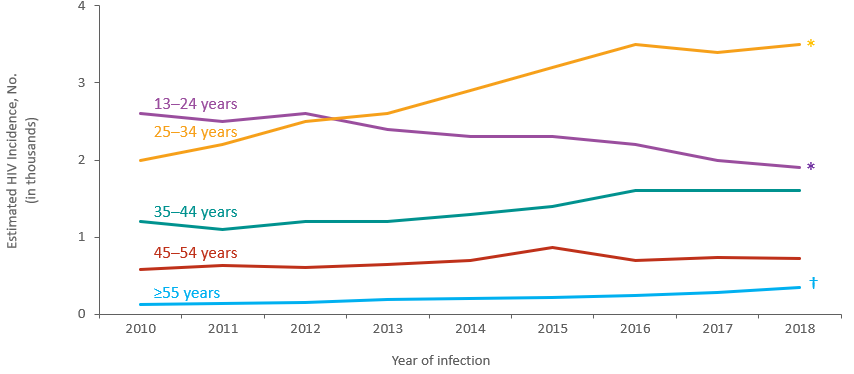 4
3
2
1
0
Estimated HIV Incidence, No.
(in thousands)
13–24 years
25–34 years
35–44 years
45–54 years
≥55 years
*
*
†
2010 2011 2012 2013 2014 2015 2016 2017 2018
Year of infection